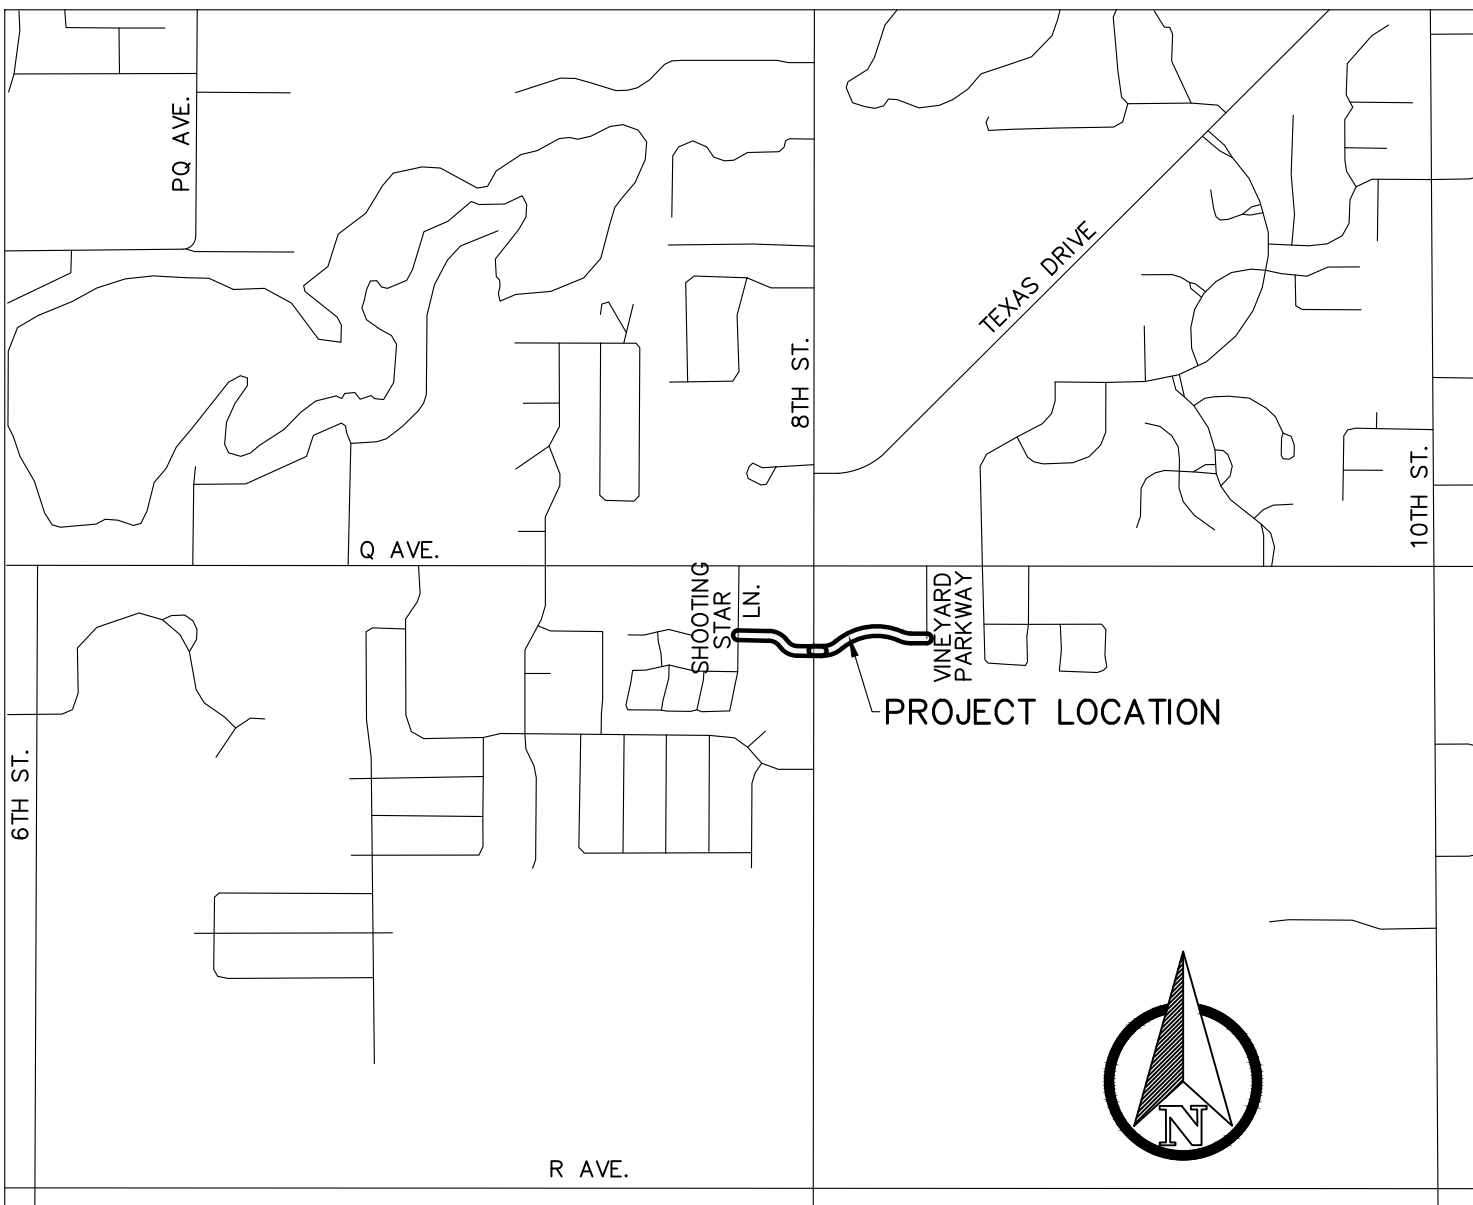 PQ AVE.
TEXAS DRIVE
8TH ST.
10TH ST.
Q AVE.
SHOOTING
STAR
LN.
VINEYARD
PARKWAY
PROJECT LOCATION
6TH ST.
N
R AVE.